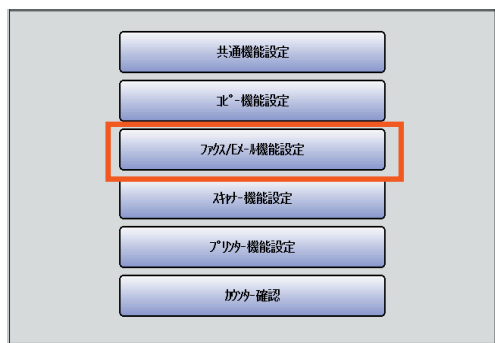 共通機能設定
ｺﾋﾟｰ機能設定
ﾌｧｸｽ/Eﾒｰﾙ機能設定
ｽｷｬﾅｰ機能設定
ﾌﾟﾘﾝﾀｰ機能設定
ｶｳﾝﾀｰ確認